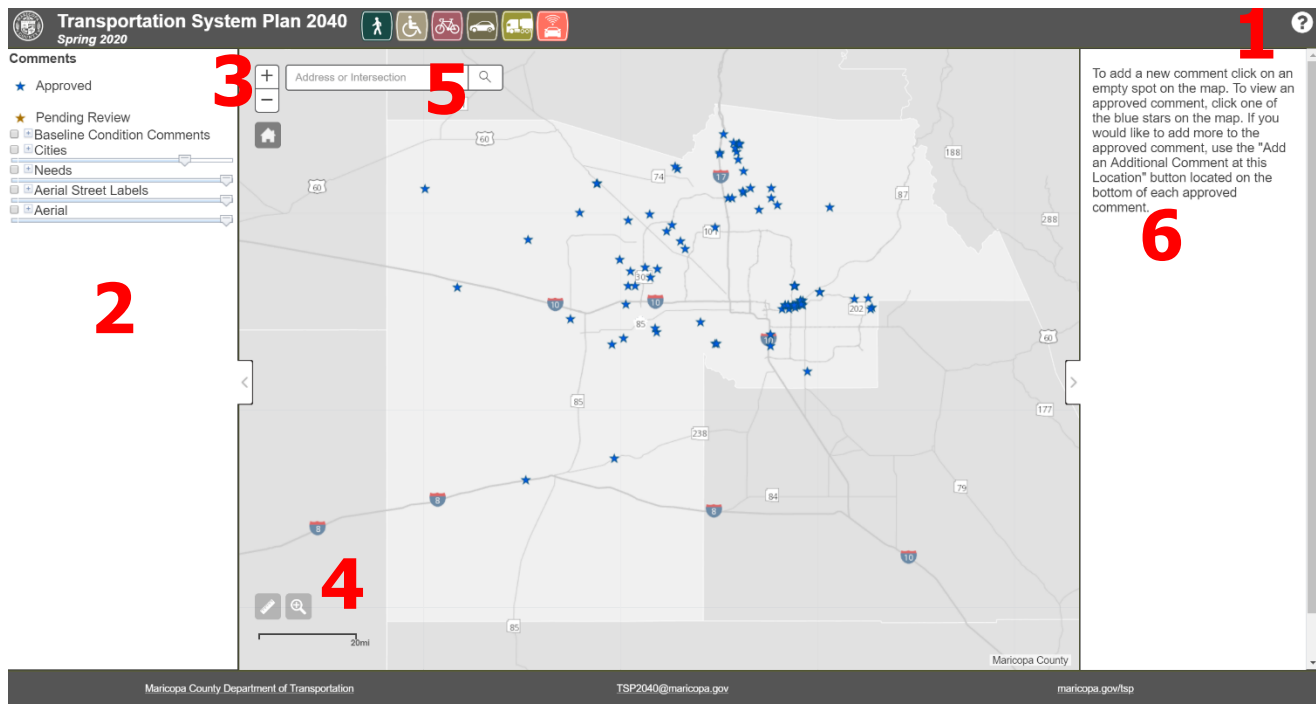 Transportation System Plan 2040
Spring 2020
1
?
Comments
Approved
Pending Review
Baseline Condition Comments
Cities
Needs
Aerial Street Labels
Aerial
2
3
+
−
Address or Intersection
5
60
60
74
17
188
87
288
101
303
10
10
85
202
10
60
85
177
238
79
84
8
8
8
10
85
4
20mi
Maricopa County
To add a new comment click on an
empty spot on the map. To view an
approved comment, click one of
the blue stars on the map. If you
would like to add more to the
approved comment, use the "Add
an Additional Comment at this
Location" button located on the
bottom of each approved
comment.
6
Maricopa County Department of Transportation
TSP2040@maricopa.gov
maricopa.gov/tsp